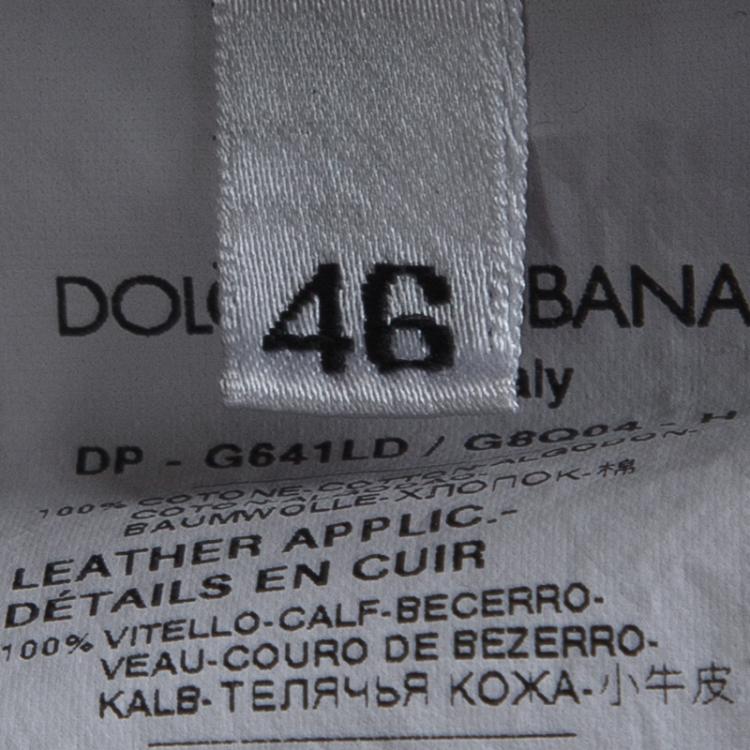 46
DOL BANA
aly
DP - G641LD / G8Q04 - H
100% COTONE-COTTON-ALGODON-
BAUMWOLLE-ХЛОПОК-棉
LEATHER APPLIC.-
DÉTAILS EN CUIR
100% VITELLO-CALF-BECERRO-
VEAU-COURO DE BEZERRO-
KALB-ТЕЛЯЧЬЯ КОЖА-小牛皮